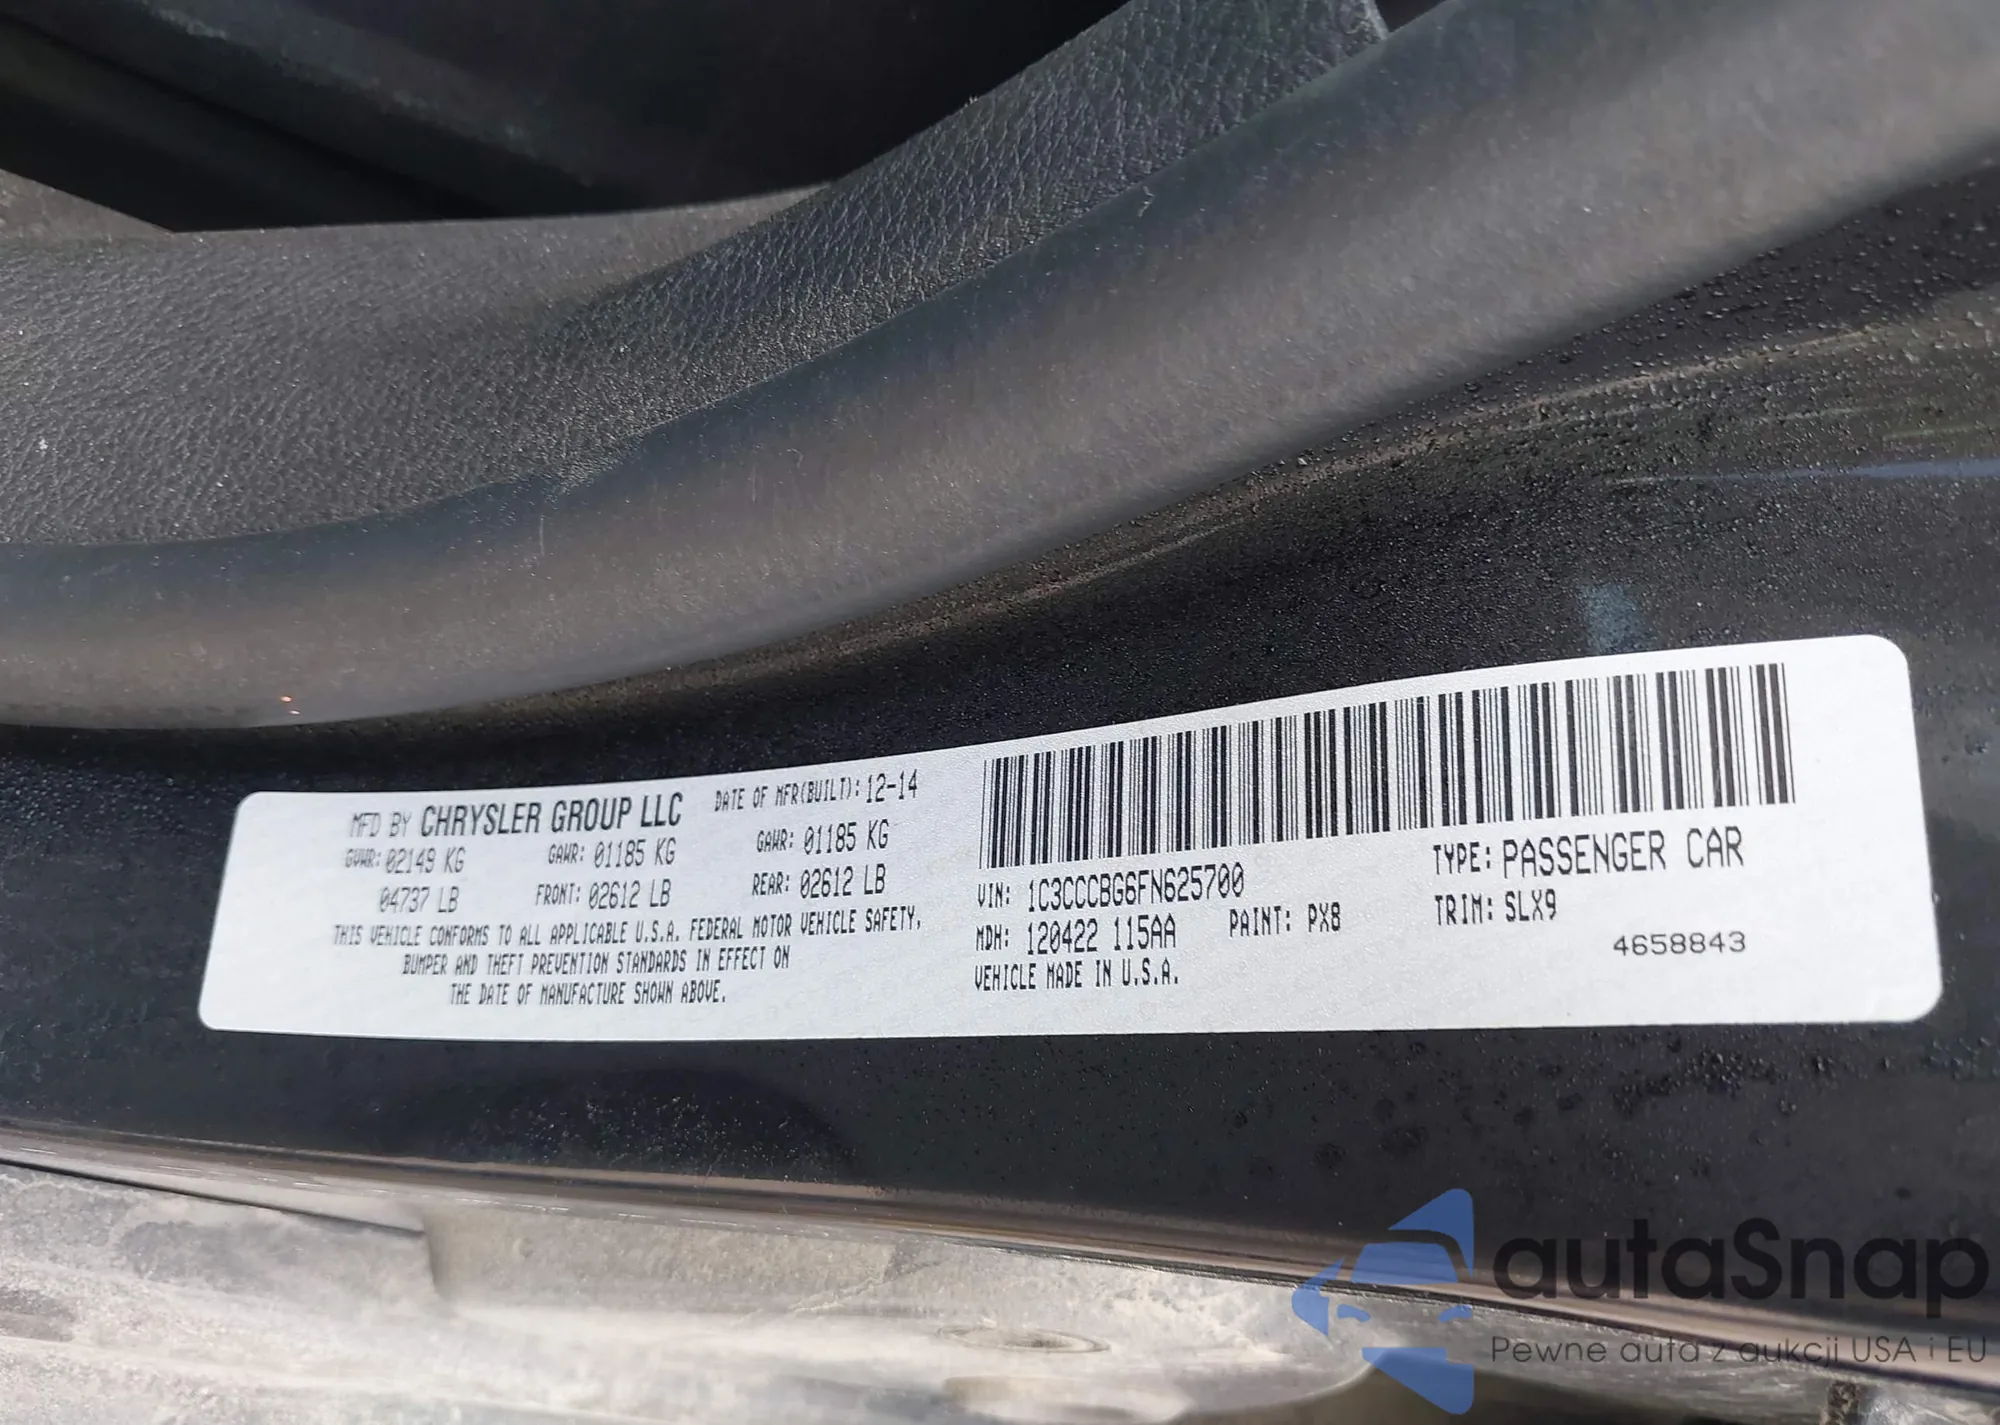 MFD BY CHRYSLER GROUP LLC DATE OF MFR(BUILT): 12-14
GVWR: 02149 KG GAWR: 01185 KG GAWR: 01185 KG
04737 LB FRONT: 02612 LB REAR: 02612 LB
THIS VEHICLE CONFORMS TO ALL APPLICABLE U.S.A. FEDERAL MOTOR VEHICLE SAFETY,
BUMPER AND THEFT PREVENTION STANDARDS IN EFFECT ON
THE DATE OF MANUFACTURE SHOWN ABOVE.
VIN: 1C3CCCBG6FN625700 TYPE: PASSENGER CAR
MDH: 120422 115AA PAINT: PX8 TRIM: SLX9
VEHICLE MADE IN U.S.A. 4658843
autaSnap
Pewne auta z aukcji USA i EU